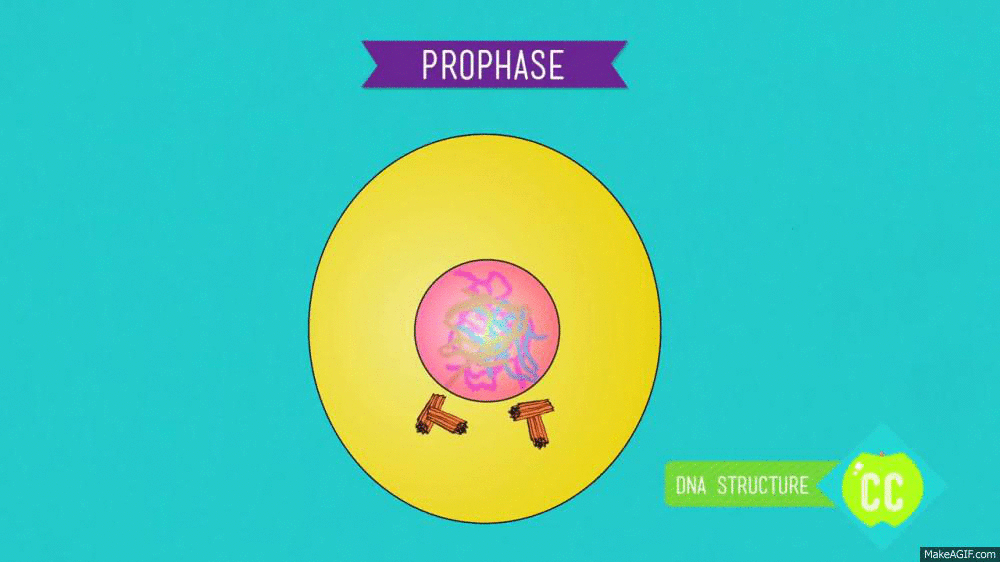 PROPHASE
DNA STRUCTURE
CC
MakeAGIF.com